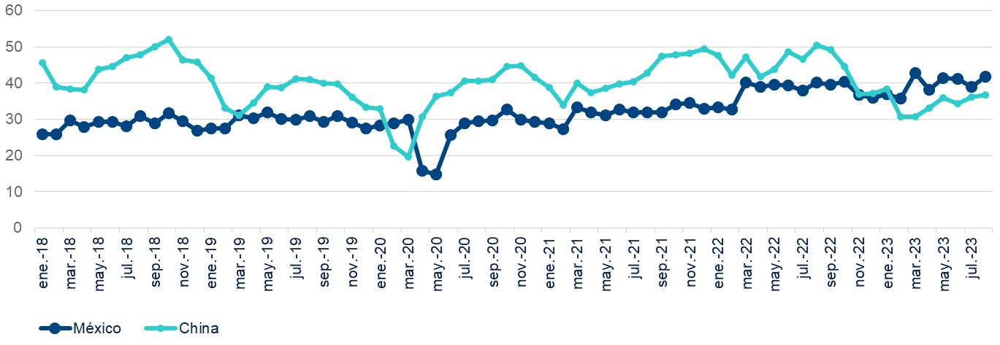 60
50
40
30
20
10
0
ene.-18
mar.-18
may.-18
jul.-18
sep.-18
nov.-18
ene.-19
mar.-19
may.-19
jul.-19
sep.-19
nov.-19
ene.-20
mar.-20
may.-20
jul.-20
sep.-20
nov.-20
ene.-21
mar.-21
may.-21
jul.-21
sep.-21
nov.-21
ene.-22
mar.-22
may.-22
jul.-22
sep.-22
nov.-22
ene.-23
mar.-23
may.-23
jul.-23
México China